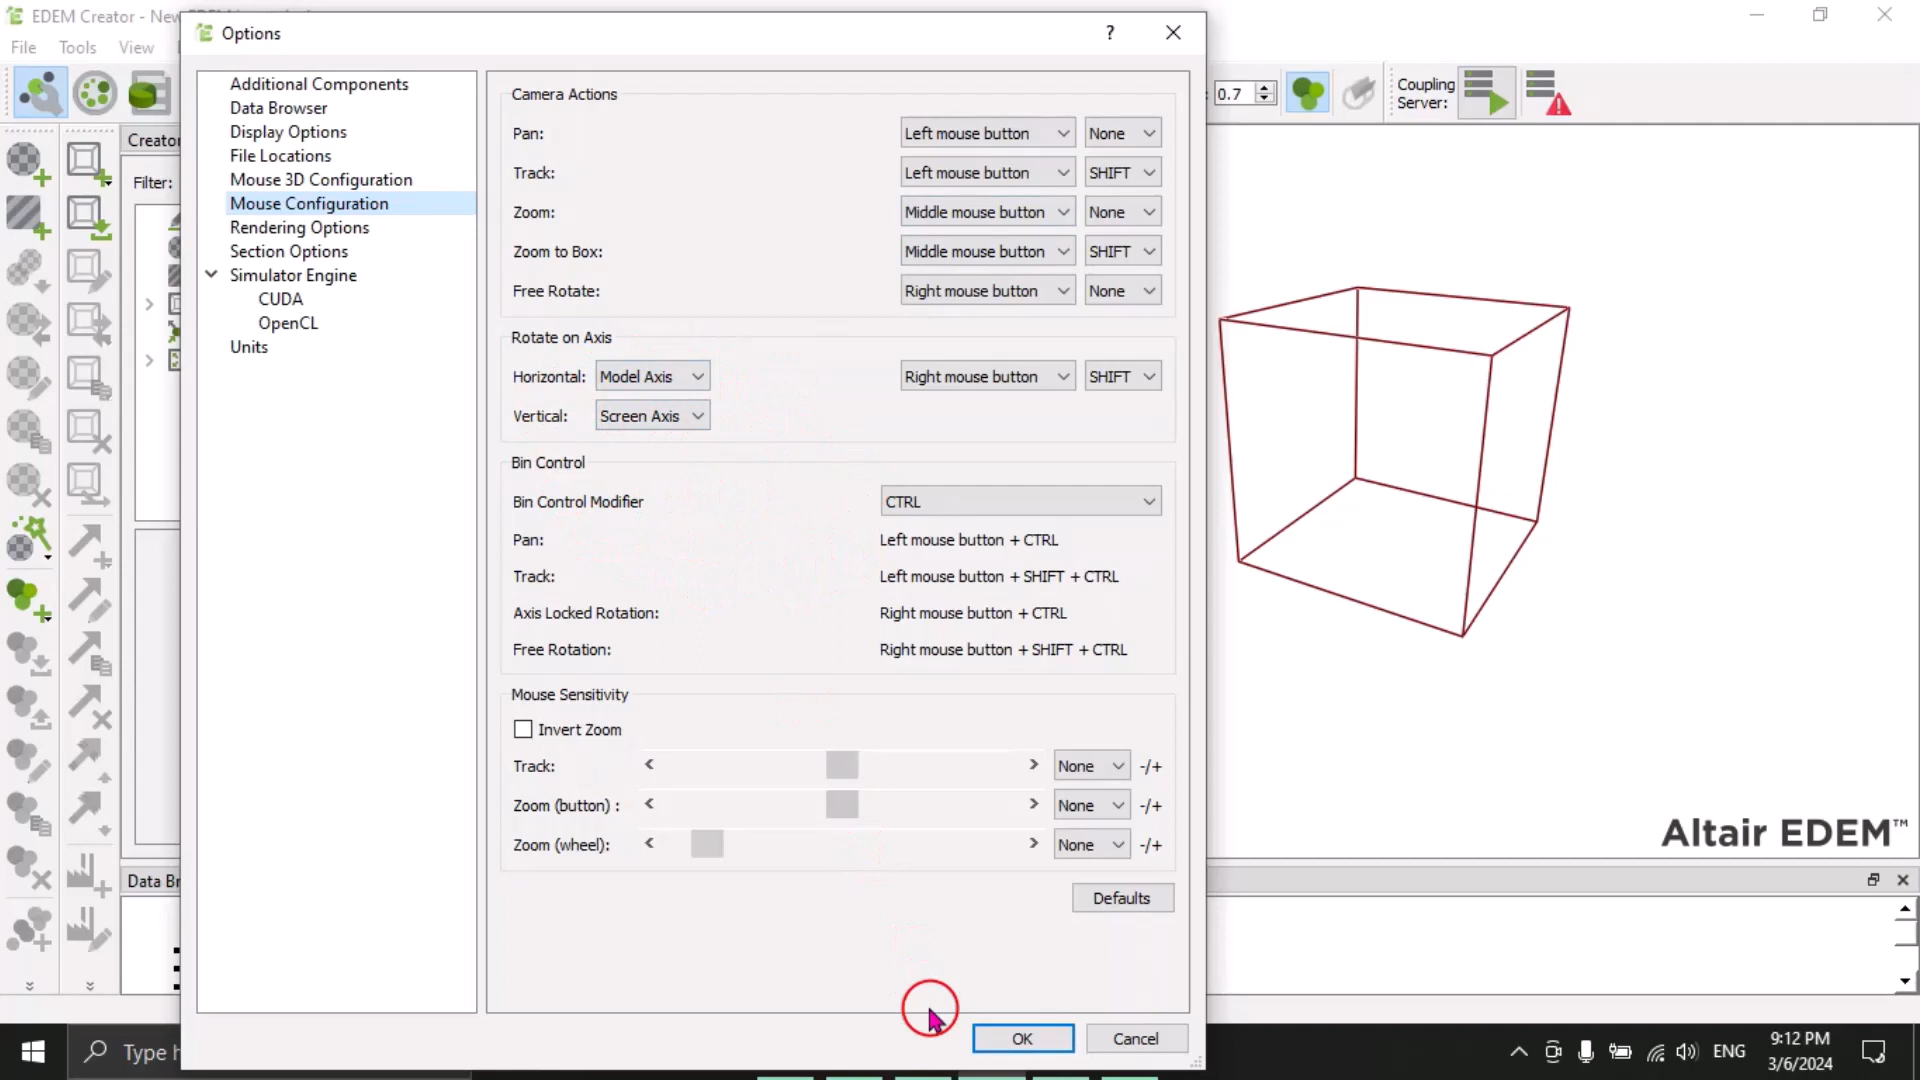 EDEM Creator - New
Options
?
File Tools View
Additional Components
Data Browser
Display Options
File Locations
Mouse 3D Configuration
Mouse Configuration
Rendering Options
Section Options
Simulator Engine
CUDA
OpenCL
Units
Creator
Filter:
Data Br
Camera Actions
Pan: Left mouse button None
Track: Left mouse button SHIFT
Zoom: Middle mouse button None
Zoom to Box: Middle mouse button SHIFT
Free Rotate: Right mouse button None
Rotate on Axis
Horizontal: Model Axis Right mouse button SHIFT
Vertical: Screen Axis
Bin Control
Bin Control Modifier CTRL
Pan: Left mouse button + CTRL
Track: Left mouse button + SHIFT + CTRL
Axis Locked Rotation: Right mouse button + CTRL
Free Rotation: Right mouse button + SHIFT + CTRL
Mouse Sensitivity
Invert Zoom
Track: < > None -/+
Zoom (button) : < > None -/+
Zoom (wheel): < > None -/+
Defaults
OK Cancel
: 0.7
Coupling
Server:
Altair EDEM™
Type h
ENG
9:12 PM
3/6/2024